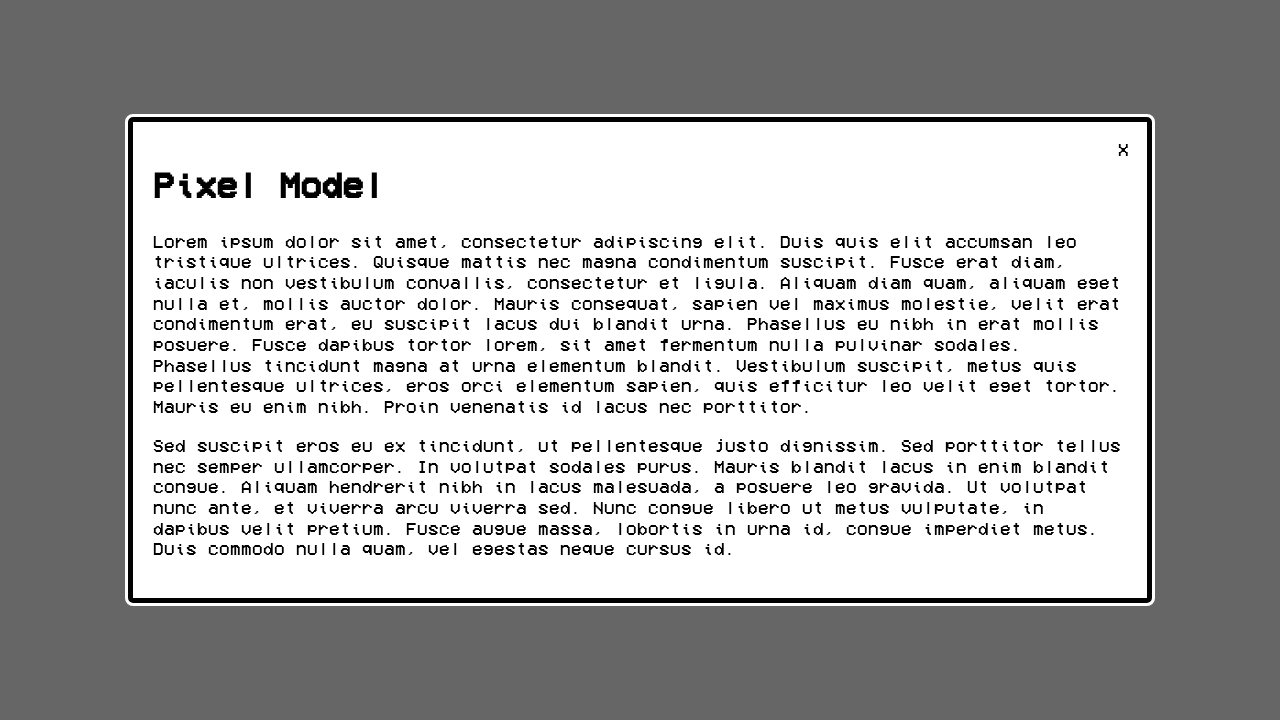 x
Pixel Model
Lorem ipsum dolor sit amet, consectetur adipiscing elit. Duis quis elit accumsan leo
tristique ultrices. Quisque mattis nec magna condimentum suscipit. Fusce erat diam,
iaculis non vestibulum convallis, consectetur et ligula. Aliquam diam quam, aliquam eget
nulla et, mollis auctor dolor. Mauris consequat, sapien vel maximus molestie, velit erat
condimentum erat, eu suscipit lacus dui blandit urna. Phasellus eu nibh in erat mollis
posuere. Fusce dapibus tortor lorem, sit amet fermentum nulla pulvinar sodales.
Phasellus tincidunt magna at urna elementum blandit. Vestibulum suscipit, metus quis
pellentesque ultrices, eros orci elementum sapien, quis efficitur leo velit eget tortor.
Mauris eu enim nibh. Proin venenatis id lacus nec porttitor.
Sed suscipit eros eu ex tincidunt, ut pellentesque justo dignissim. Sed porttitor tellus
nec semper ullamcorper. In volutpat sodales purus. Mauris blandit lacus in enim blandit
congue. Aliquam hendrerit nibh in lacus malesuada, a posuere leo gravida. Ut volutpat
nunc ante, et viverra arcu viverra sed. Nunc congue libero ut metus vulputate, in
dapibus velit pretium. Fusce augue massa, lobortis in urna id, congue imperdiet metus.
Duis commodo nulla quam, vel egestas neque cursus id.